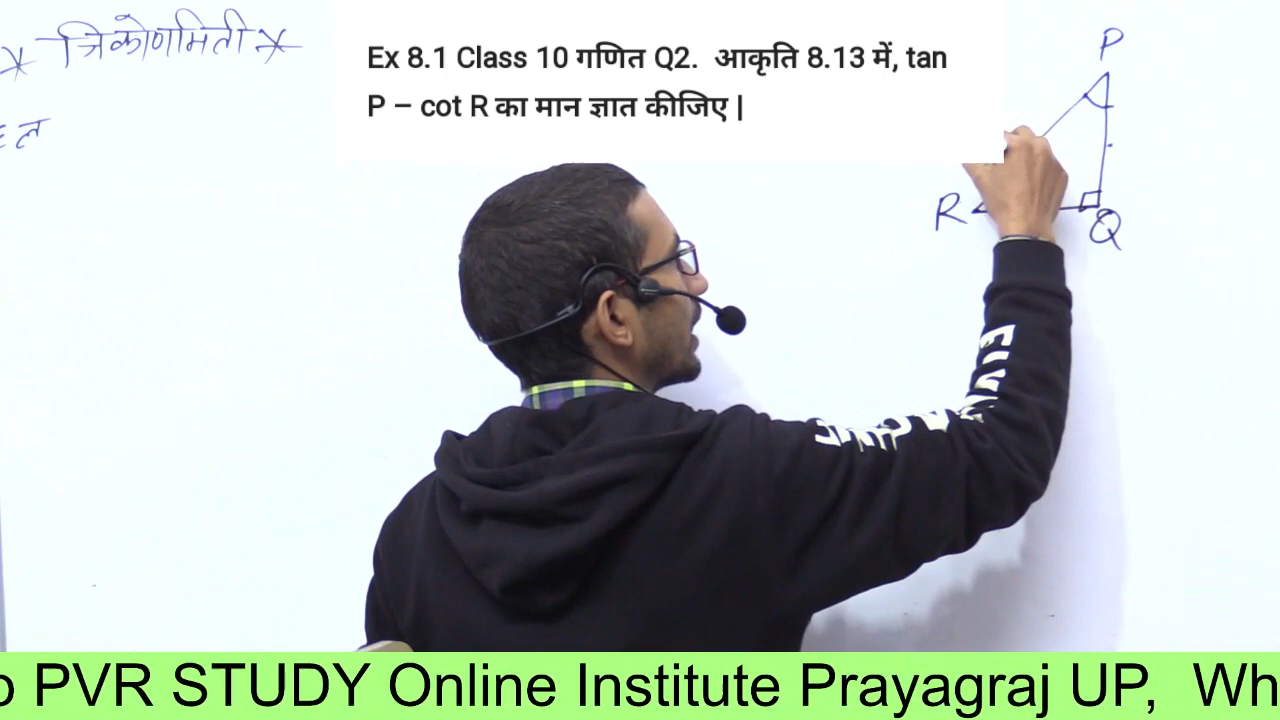 * त्रिकोणमिती *
हल
Ex 8.1 Class 10 गणित Q2. आकृति 8.13 में, tan
P – cot R का मान ज्ञात कीजिए |
P
R
Q
PVR STUDY Online Institute Prayagraj UP, Wh